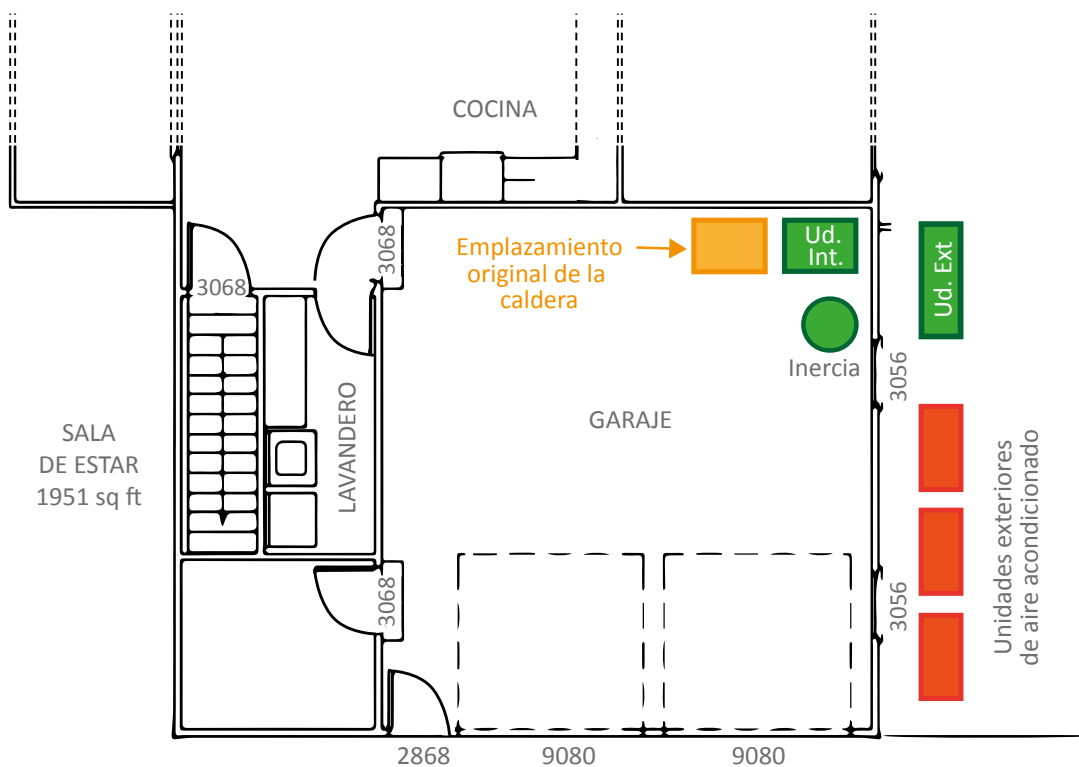 COCINA
Emplazamiento
original de la
caldera
Ud.
Int.
Ud. Ext
3068
3068
Inercia
3056
LAVANDERO
GARAJE
SALA
DE ESTAR
1951 sq ft
Unidades exteriores
de aire acondicionado
3068
3056
2868
9080
9080